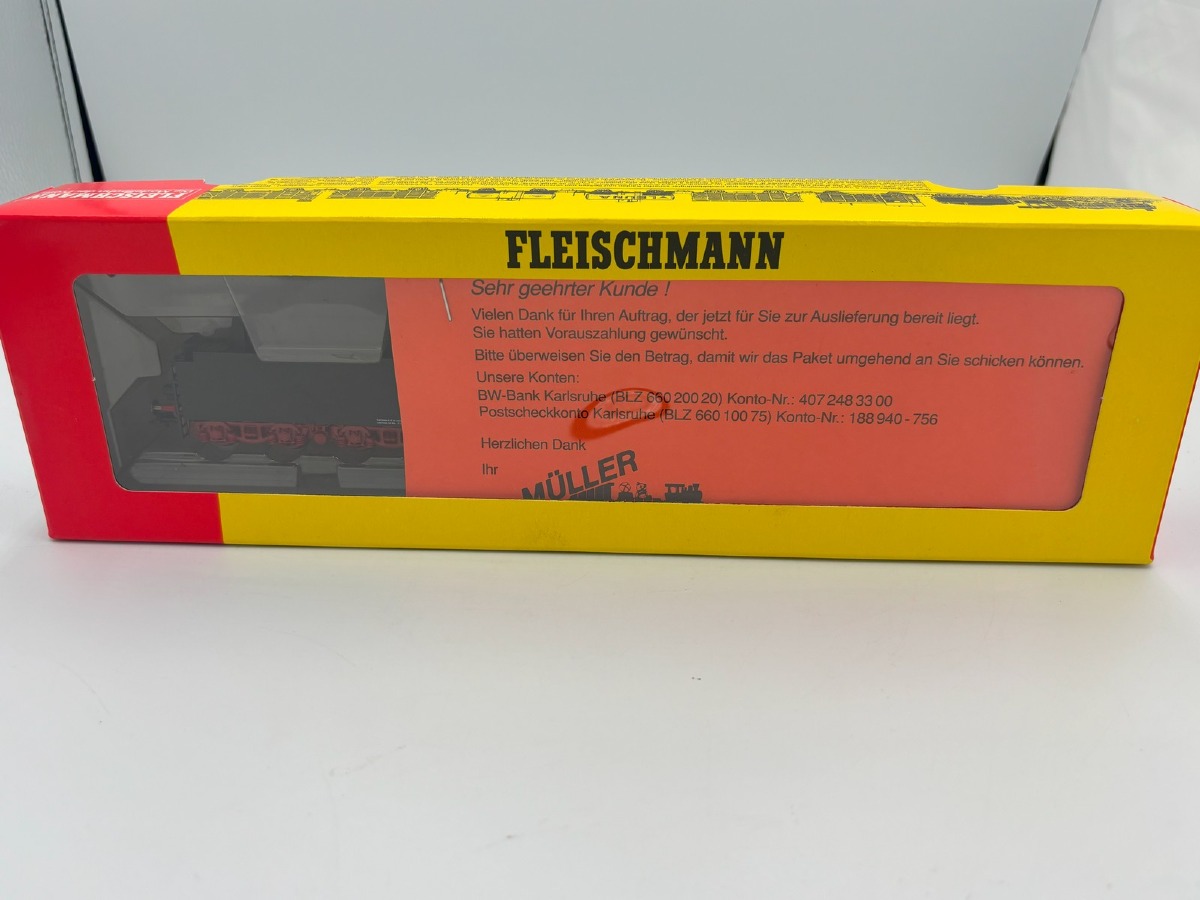 FLEISCHMANN
FLEISCHMANN
Sehr geehrter Kunde !
Vielen Dank für Ihren Auftrag, der jetzt für Sie zur Auslieferung bereit liegt.
Sie hatten Vorauszahlung gewünscht.
Bitte überweisen Sie den Betrag, damit wir das Paket umgehend an Sie schicken können.
Unsere Konten:
BW-Bank Karlsruhe (BLZ 660 200 20) Konto-Nr.: 407 248 33 00
Postscheckkonto Karlsruhe (BLZ 660 100 75) Konto-Nr.: 188 940 - 756
Herzlichen Dank
Ihr
MÜLLER